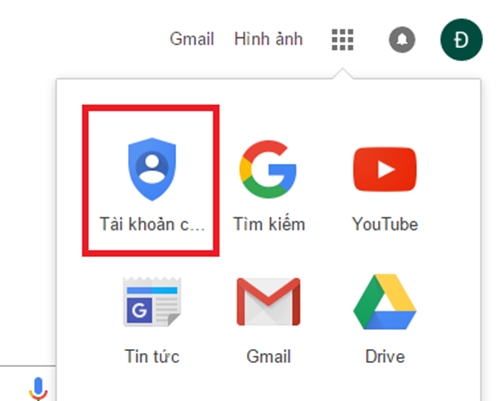 Gmail Hình ảnh Đ
Tài khoản c... Tìm kiếm YouTube
G
Tin tức Gmail Drive